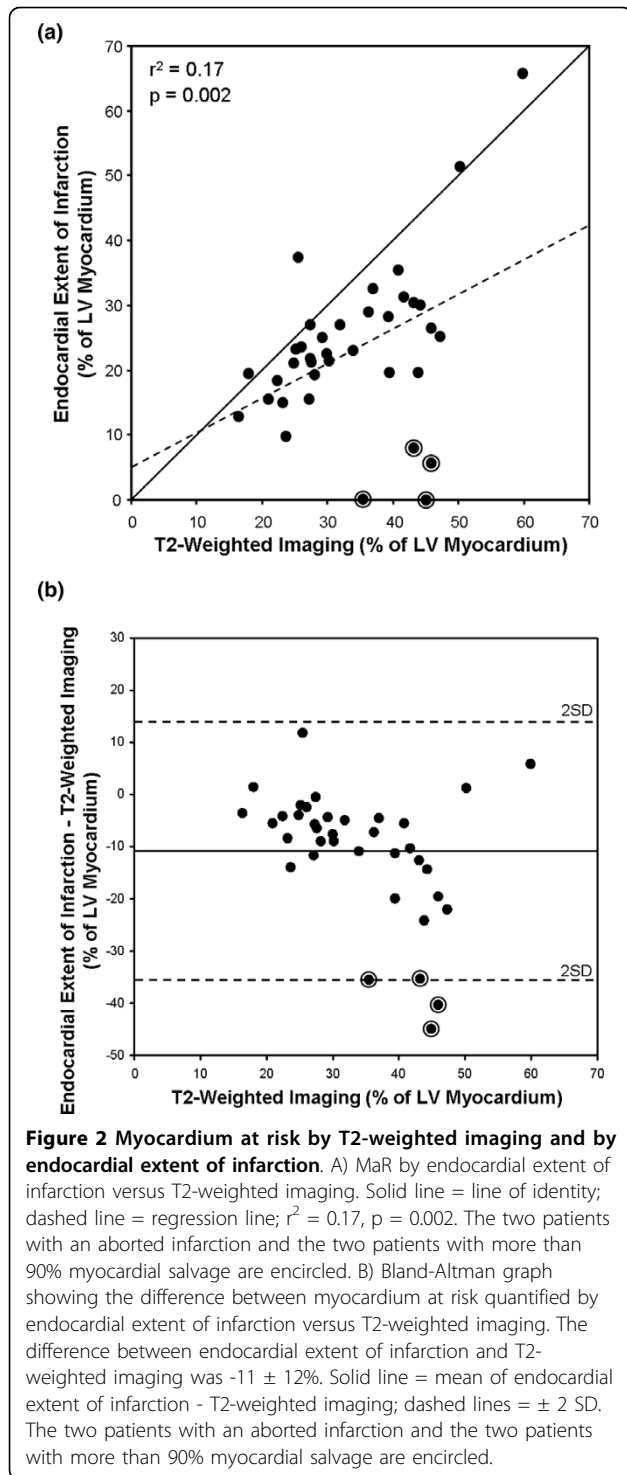 (a)
r² = 0.17
p = 0.002
Endocardial Extent of Infarction
(% of LV Myocardium)
70
60
50
40
30
20
10
0
0 10 20 30 40 50 60 70
T2-Weighted Imaging (% of LV Myocardium)
(b)
Endocardial Extent of Infarction - T2-Weighted Imaging
(% of LV Myocardium)
30
20
10
0
-10
-20
-30
-40
-50
2SD
2SD
0 10 20 30 40 50 60 70
T2-Weighted Imaging (% of LV Myocardium)
Figure 2 Myocardium at risk by T2-weighted imaging and by
endocardial extent of infarction. A) MaR by endocardial extent of
infarction versus T2-weighted imaging. Solid line = line of identity;
dashed line = regression line; r² = 0.17, p = 0.002. The two patients
with an aborted infarction and the two patients with more than
90% myocardial salvage are encircled. B) Bland-Altman graph
showing the difference between myocardium at risk quantified by
endocardial extent of infarction versus T2-weighted imaging. The
difference between endocardial extent of infarction and T2-
weighted imaging was -11 ± 12%. Solid line = mean of endocardial
extent of infarction - T2-weighted imaging; dashed lines = ± 2 SD.
The two patients with an aborted infarction and the two patients
with more than 90% myocardial salvage are encircled.